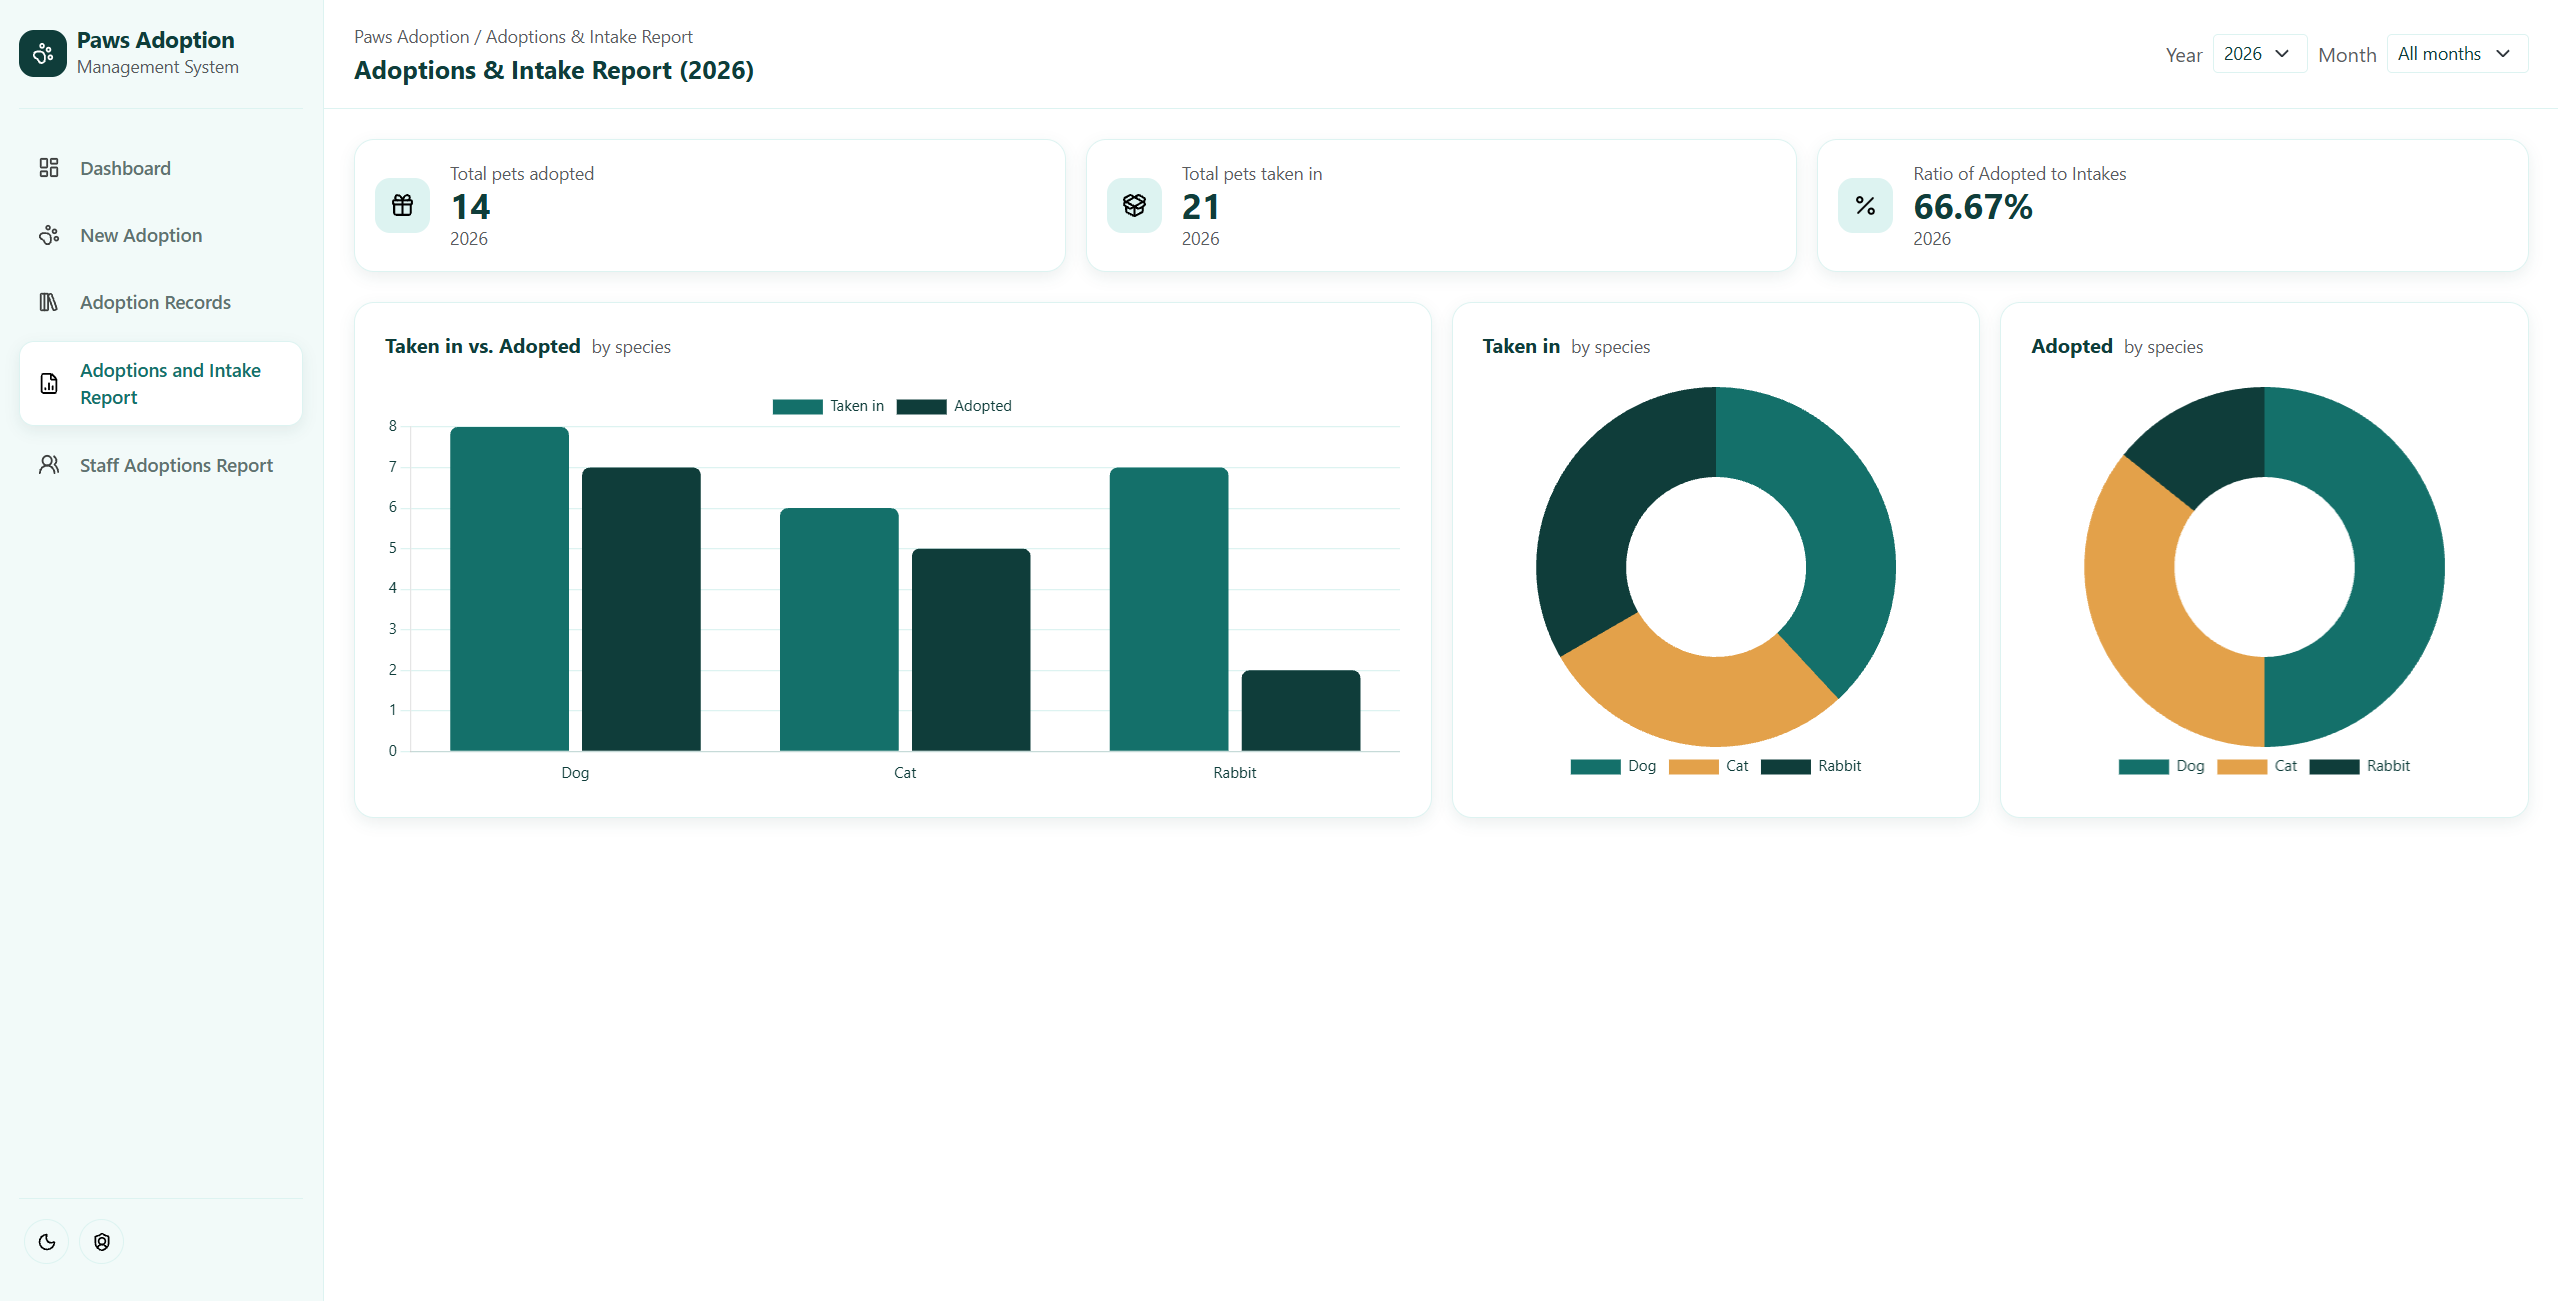 Paws Adoption
Management System
Dashboard
New Adoption
Adoption Records
Adoptions and Intake
Report
Staff Adoptions Report
Paws Adoption / Adoptions & Intake Report
Adoptions & Intake Report (2026)
Year 2026 Month All months
Total pets adopted
14
2026
Total pets taken in
21
2026
Ratio of Adopted to Intakes
66.67%
2026
Taken in vs. Adopted by species
Taken in Adopted
8
7
6
5
4
3
2
1
0
Dog Cat Rabbit
Taken in by species
Dog Cat Rabbit
Adopted by species
Dog Cat Rabbit